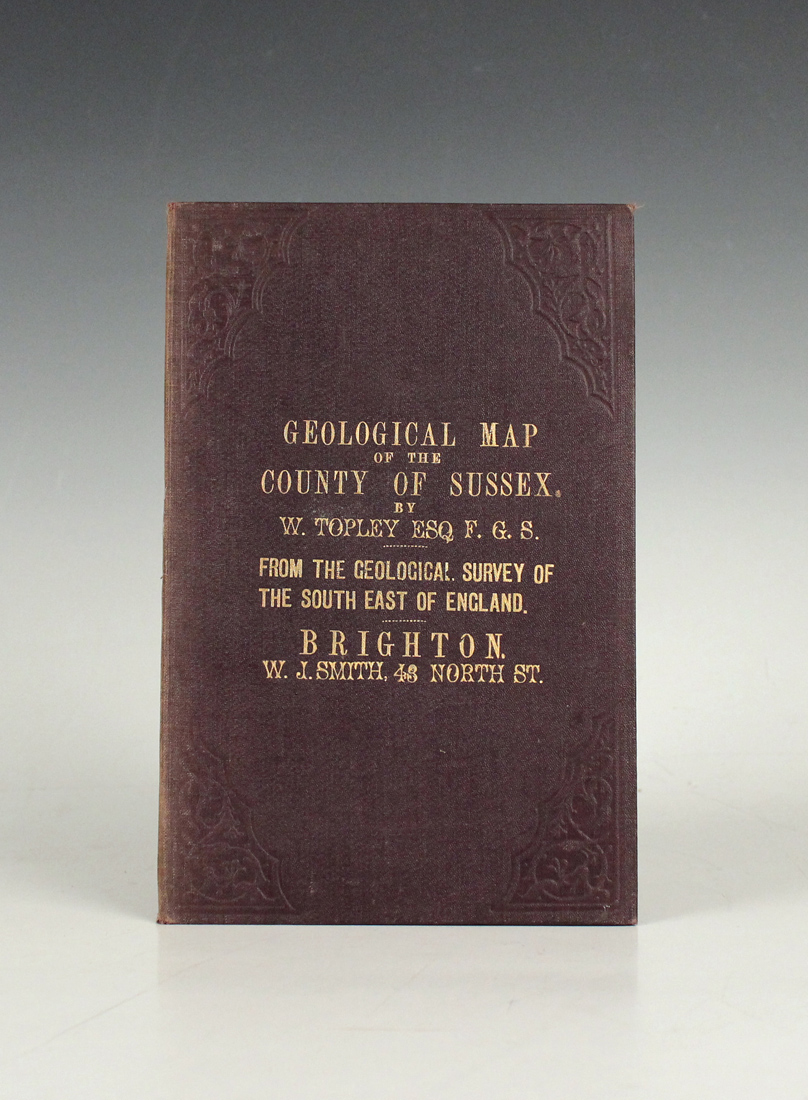 GEOLOGICAL MAP
OF THE
COUNTY OF SUSSEX.
BY
W. TOPLEY ESQ F. G. S.
FROM THE GEOLOGICAL SURVEY OF
THE SOUTH EAST OF ENGLAND.
BRIGHTON.
W. J. SMITH, 43 NORTH ST.